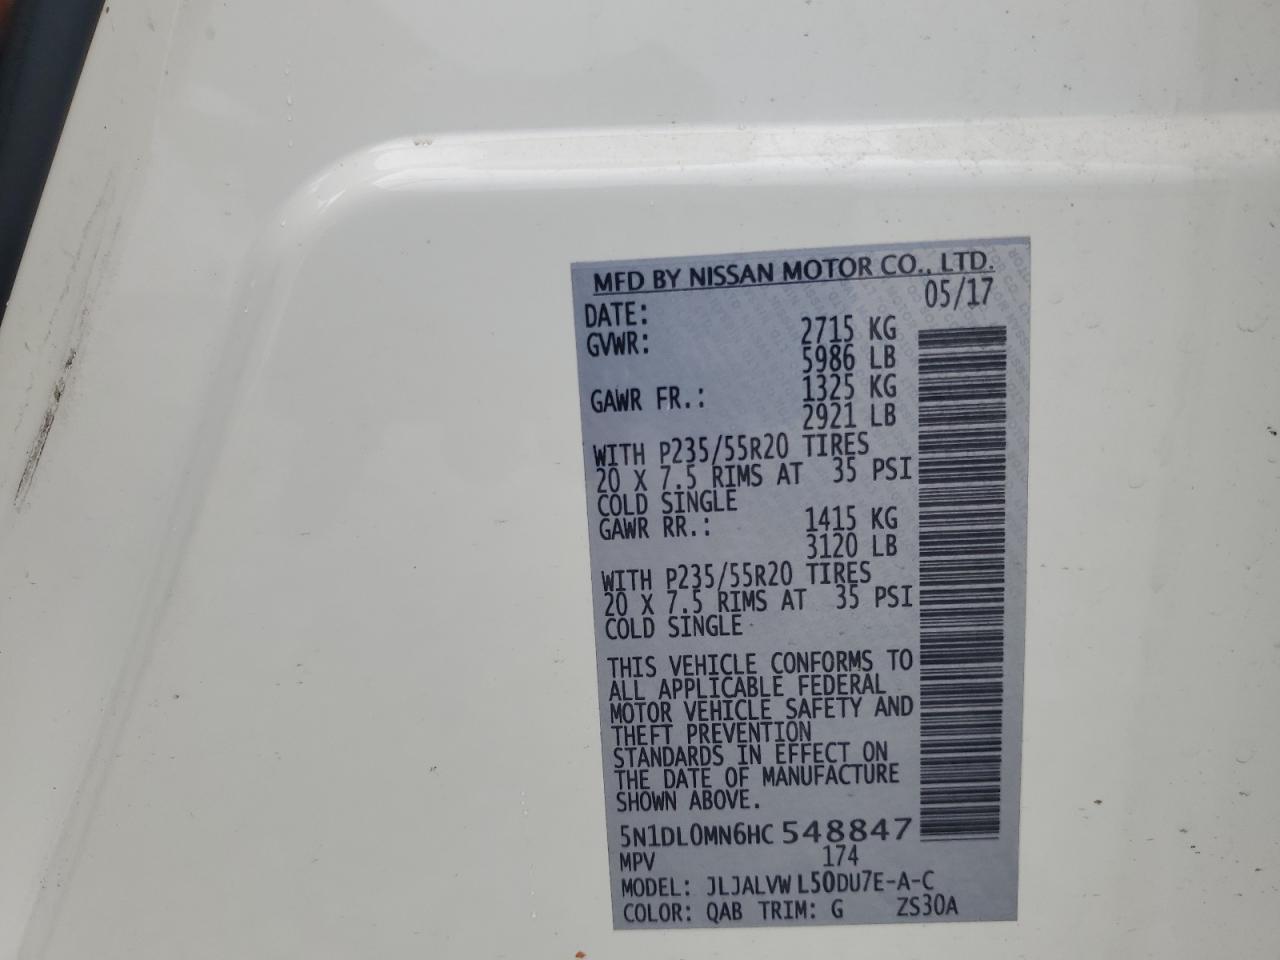 MFD BY NISSAN MOTOR CO., LTD.
DATE: 05/17
GVWR: 2715 KG
5986 LB
GAWR FR.: 1325 KG
2921 LB
WITH P235/55R20 TIRES
20 X 7.5 RIMS AT 35 PSI
COLD SINGLE
GAWR RR.: 1415 KG
3120 LB
WITH P235/55R20 TIRES
20 X 7.5 RIMS AT 35 PSI
COLD SINGLE
THIS VEHICLE CONFORMS TO
ALL APPLICABLE FEDERAL
MOTOR VEHICLE SAFETY AND
THEFT PREVENTION
STANDARDS IN EFFECT ON
THE DATE OF MANUFACTURE
SHOWN ABOVE.
5N1DL0MN6HC 548847
MPV 174
MODEL: JLJALVW L50DU7E-A-C
COLOR: QAB TRIM: G ZS30A